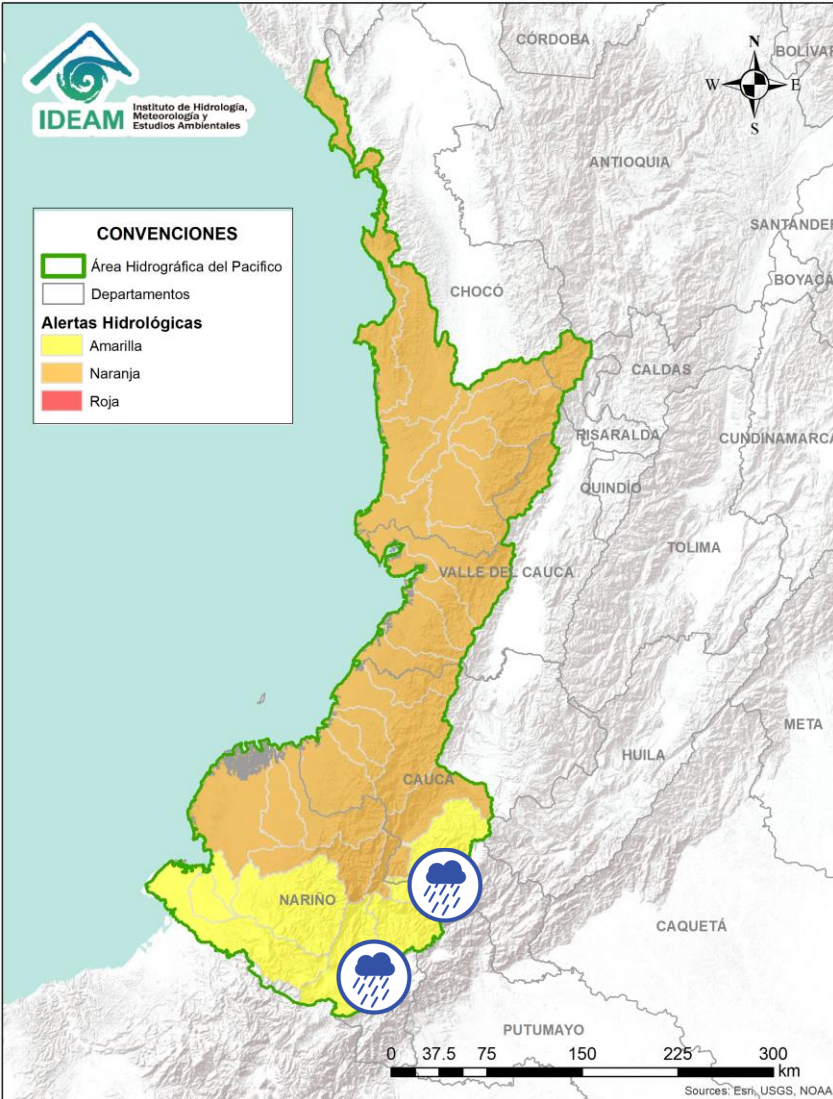 IDEAM
Instituto de Hidrología,
Meteorología y
Estudios Ambientales
CONVENCIONES
Área Hidrográfica del Pacifico
Departamentos
Alertas Hidrológicas
Amarilla
Naranja
Roja
N
W E
S
CÓRDOBA
BOLÍVAR
ANTIOQUIA
SANTANDER
BOYACÁ
CHOCÓ
CALDAS
RISARALDA
CUNDINAMARCA
QUINDÍO
TOLIMA
VALLE DEL CAUCA
META
HUILA
CAUCA
NARIÑO
CAQUETÁ
PUTUMAYO
0 37.5 75 150 225 300
km
Sources: Esri, USGS, NOAA